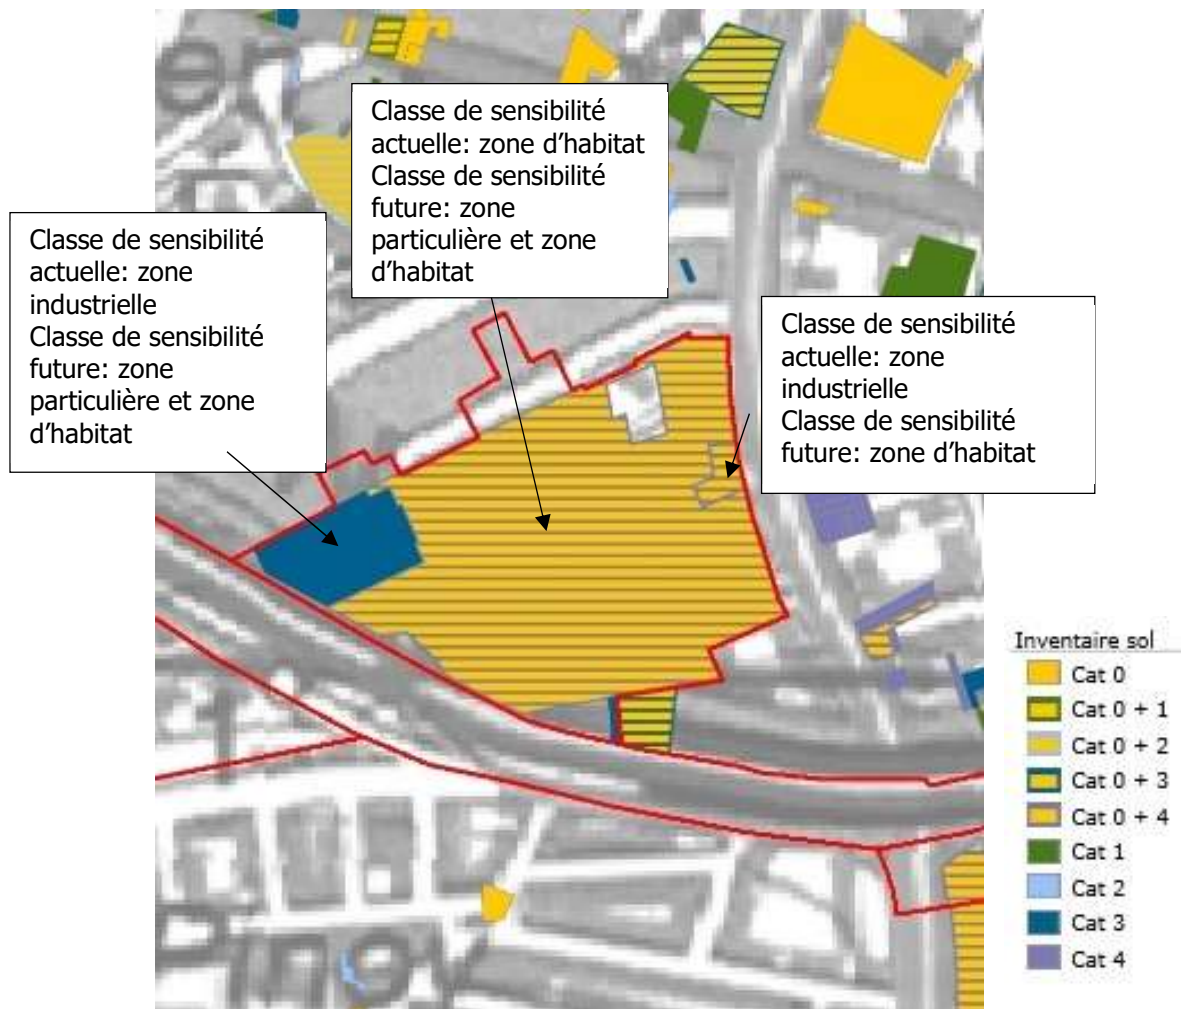 Classe de sensibilité
actuelle: zone d’habitat
Classe de sensibilité
future: zone
particulière et zone
d’habitat
Classe de sensibilité
actuelle: zone
industrielle
Classe de sensibilité
future: zone
particulière et zone
d’habitat
Classe de sensibilité
actuelle: zone
industrielle
Classe de sensibilité
future: zone d’habitat
Inventaire sol
Cat 0
Cat 0 + 1
Cat 0 + 2
Cat 0 + 3
Cat 0 + 4
Cat 1
Cat 2
Cat 3
Cat 4